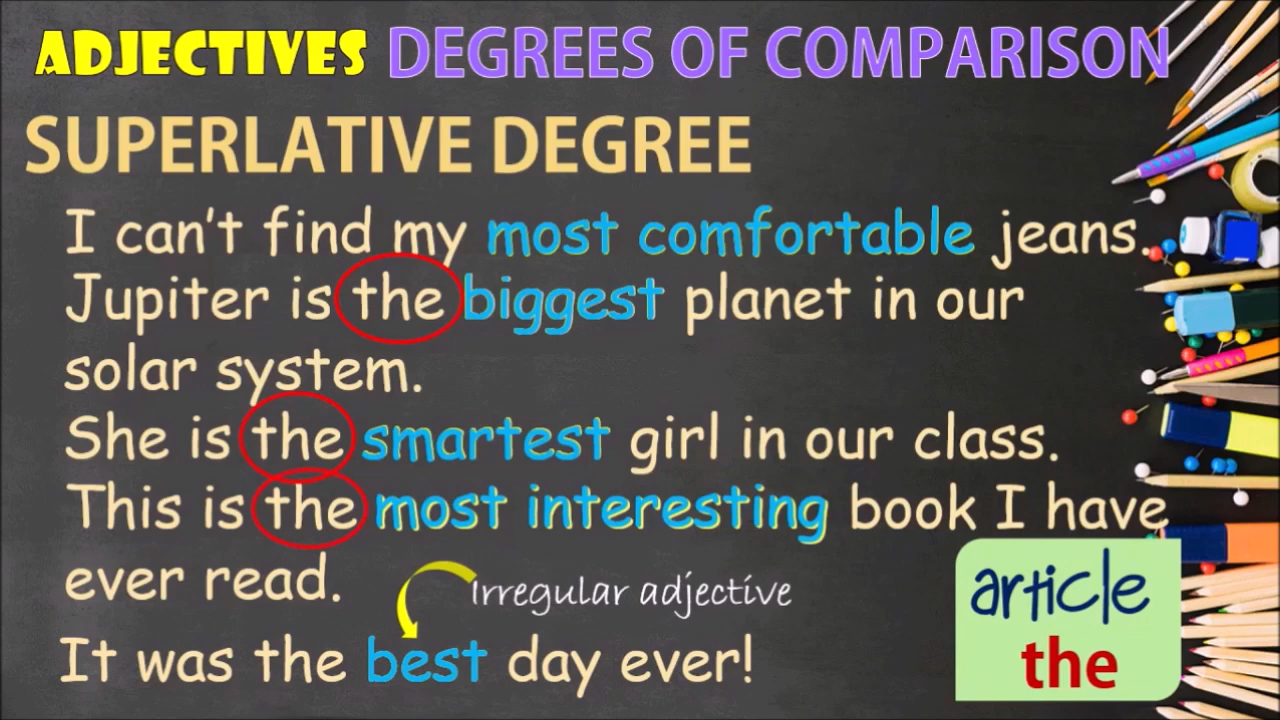 ADJECTIVES DEGREES OF COMPARISON
SUPERLATIVE DEGREE
I can't find my most comfortable jeans.
Jupiter is the biggest planet in our
solar system.
She is the smartest girl in our class.
This is the most interesting book I have
ever read.
Irregular adjective
It was the best day ever!
article
the